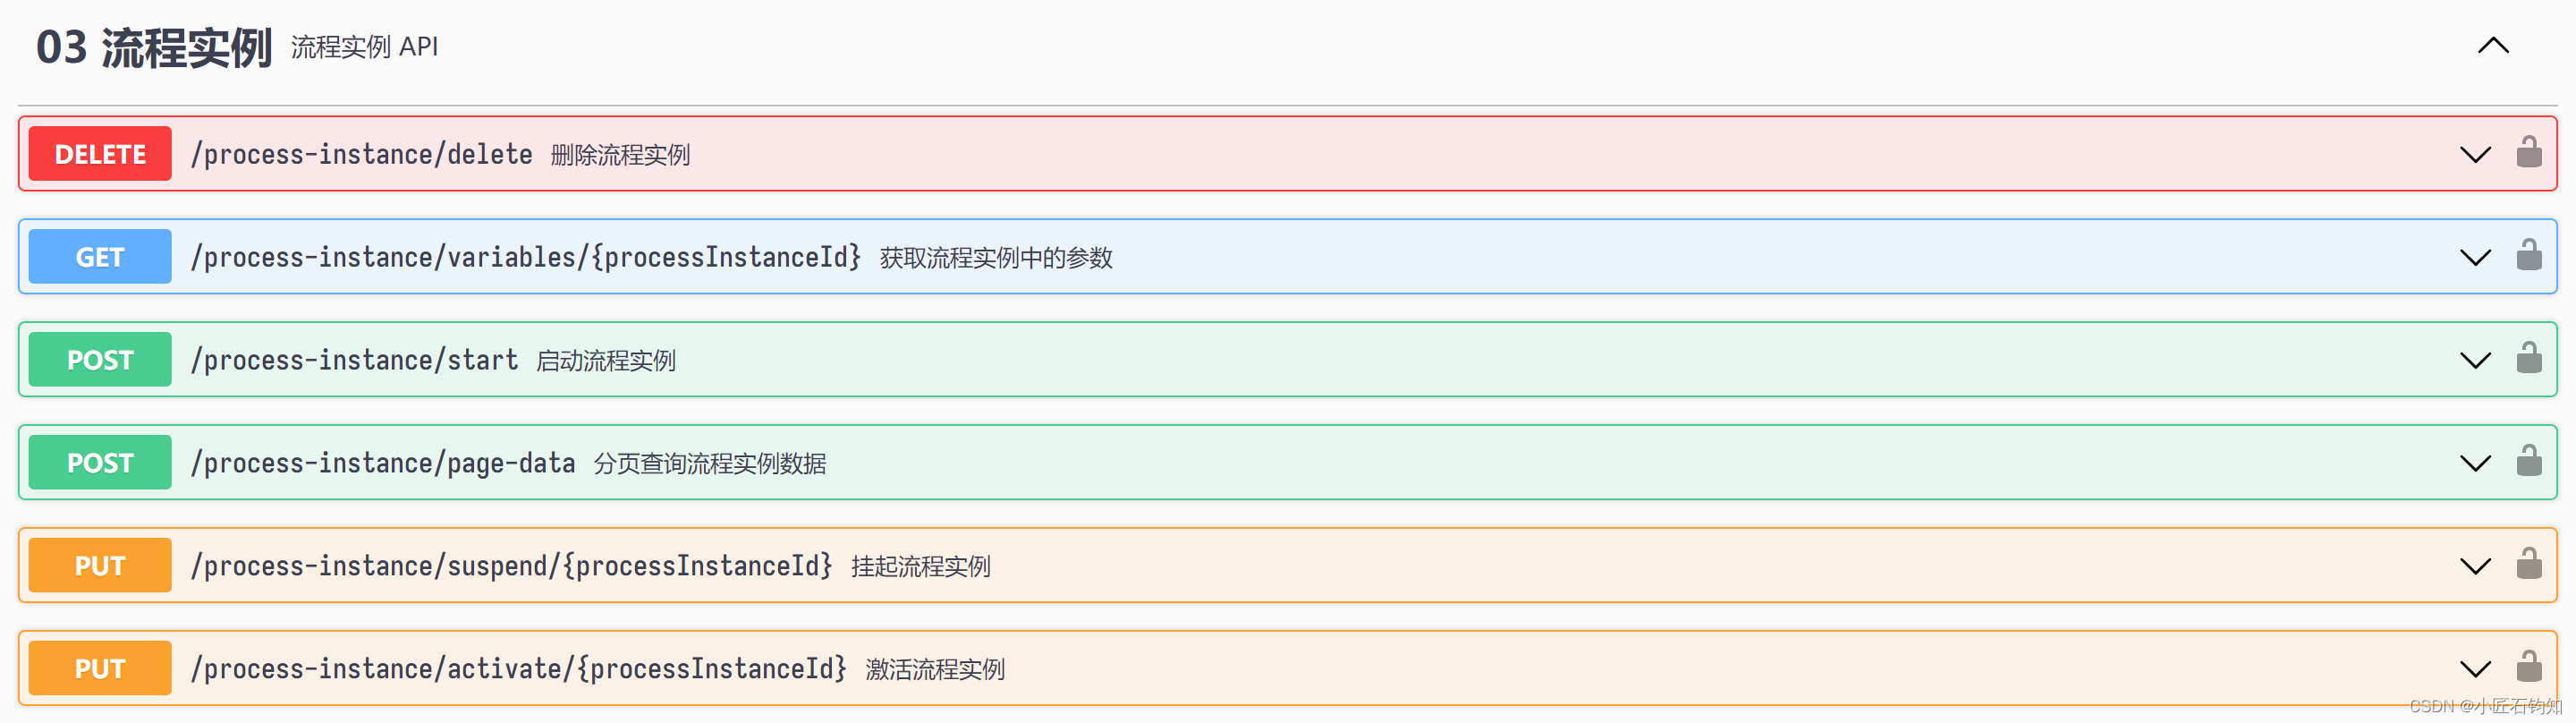 03 流程实例 流程实例 API
DELETE /process-instance/delete 删除流程实例
GET /process-instance/variables/{processInstanceId} 获取流程实例中的参数
POST /process-instance/start 启动流程实例
POST /process-instance/page-data 分页查询流程实例数据
PUT /process-instance/suspend/{processInstanceId} 挂起流程实例
PUT /process-instance/activate/{processInstanceId} 激活流程实例
CSDN @小匠石钧知